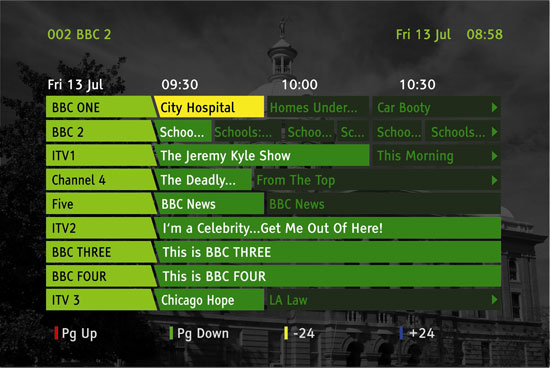 002 BBC 2 Fri 13 Jul 08:58
Fri 13 Jul 09:30 10:00 10:30
BBC ONE City Hospital Homes Under... Car Booty
BBC 2 Schoo... Schools:... Schoo... Sc... Schoo... Schools...
ITV1 The Jeremy Kyle Show This Morning
Channel 4 The Deadly... From The Top
Five BBC News BBC News
ITV2 I'm a Celebrity...Get Me Out Of Here!
BBC THREE This is BBC THREE
BBC FOUR This is BBC FOUR
ITV 3 Chicago Hope LA Law
Pg Up Pg Down -24 +24